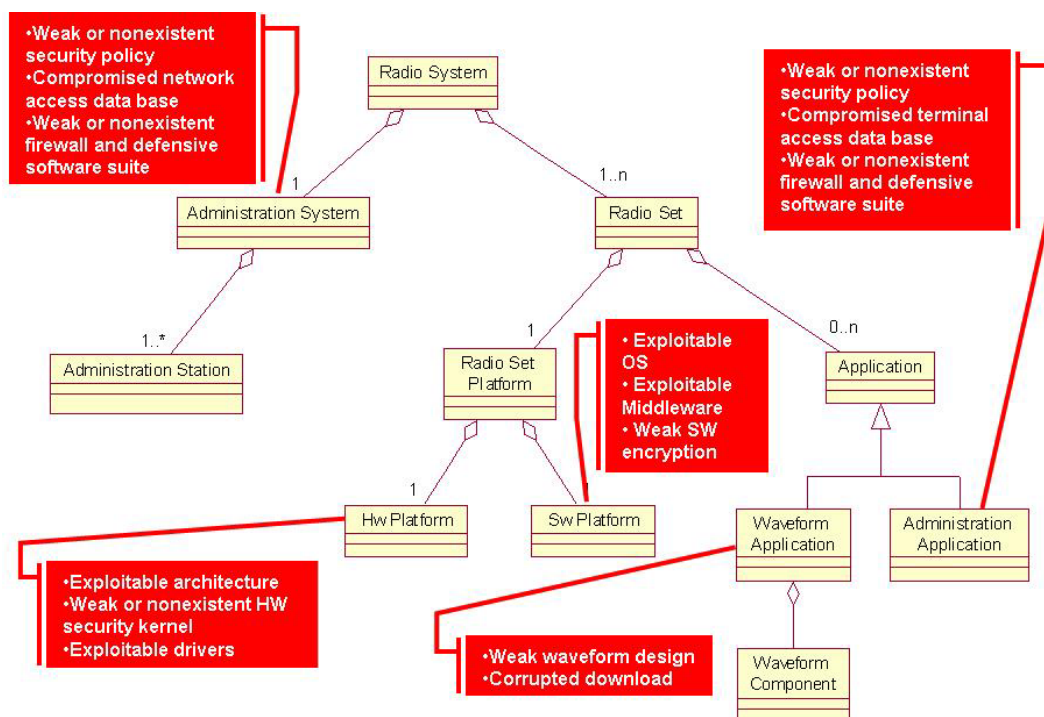 •Weak or nonexistent
security policy
•Compromised network
access data base
•Weak or nonexistent
firewall and defensive
software suite
Radio System
•Weak or nonexistent
security policy
•Compromised terminal
access data base
•Weak or nonexistent
firewall and defensive
software suite
1
1..n
Administration System
Radio Set
1..*
1
0..n
Administration Station
Radio Set
Platform
• Exploitable
OS
• Exploitable
Middleware
• Weak SW
encryption
Application
1
Hw Platform
Sw Platform
Waveform
Application
Administration
Application
•Exploitable architecture
•Weak or nonexistent HW
security kernel
•Exploitable drivers
•Weak waveform design
•Corrupted download
Waveform
Component